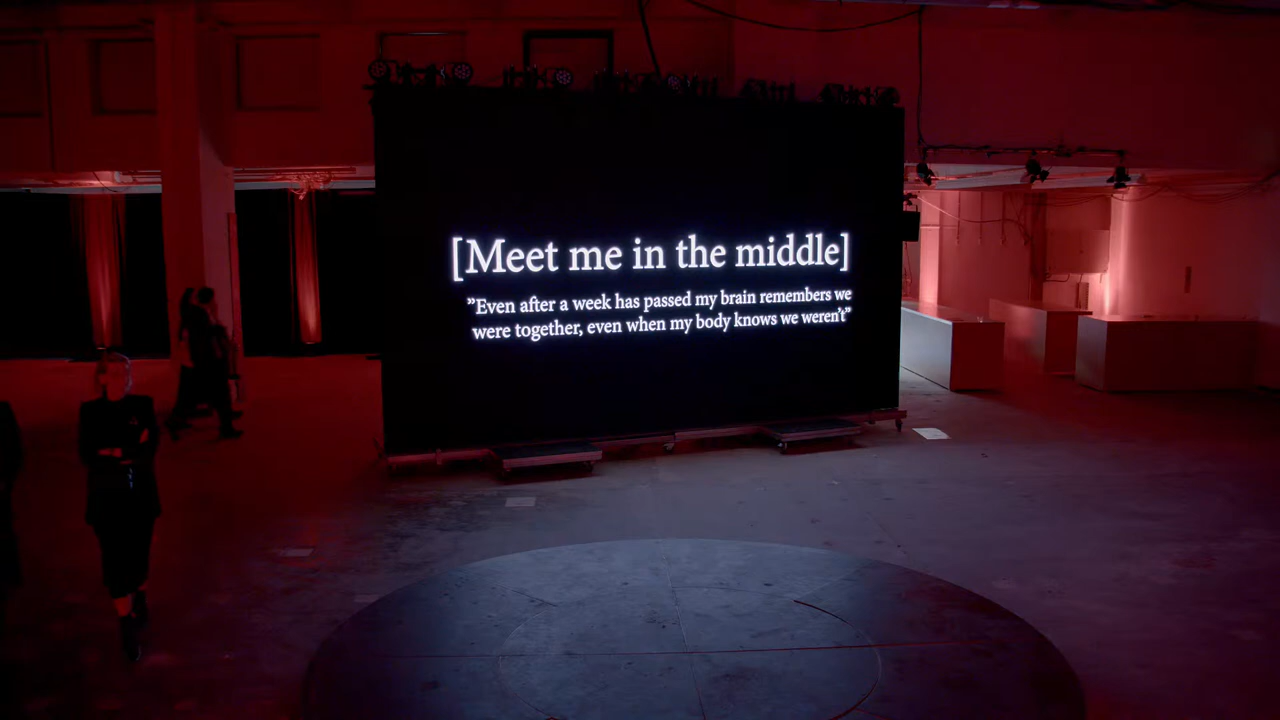 [Meet me in the middle]
”Even after a week has passed my brain remembers we
were together, even when my body knows we weren’t”